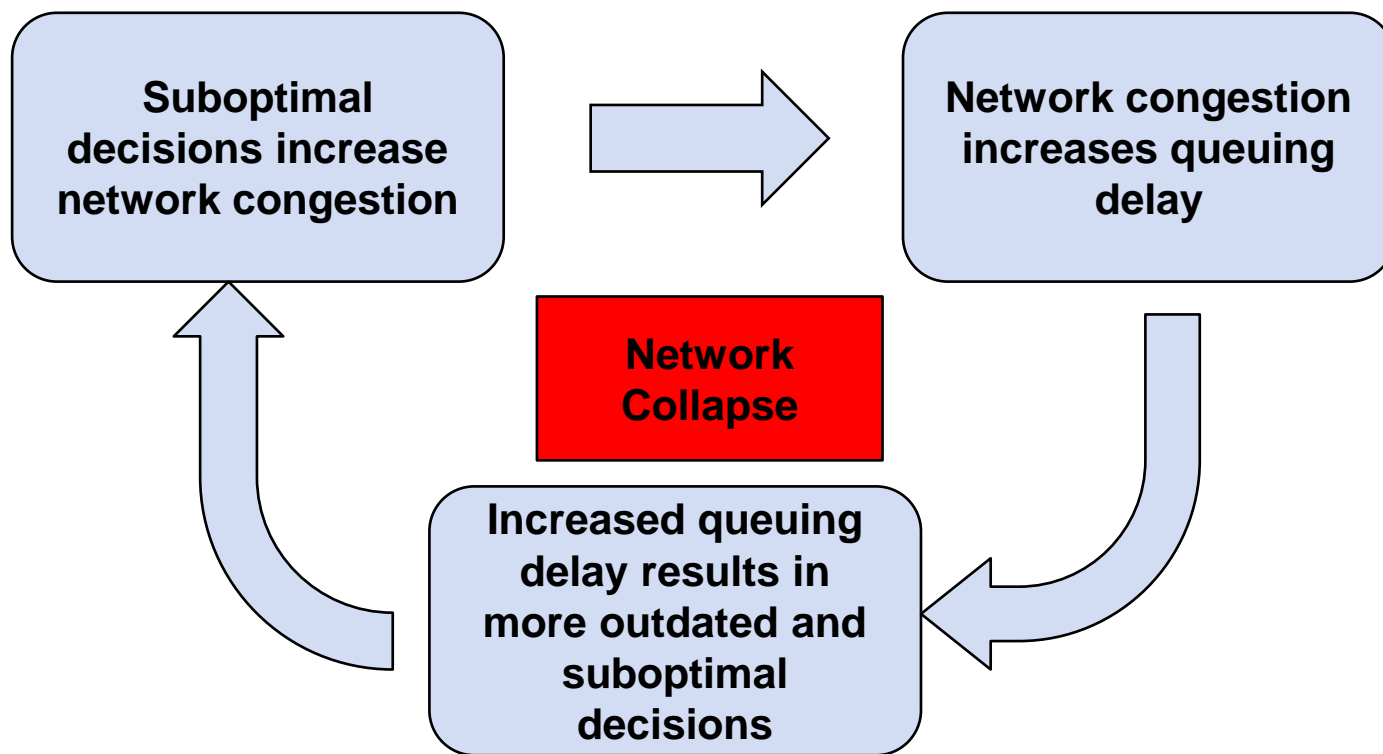 Suboptimal
decisions increase
network congestion
Network congestion
increases queuing
delay
Network
Collapse
Increased queuing
delay results in
more outdated and
suboptimal
decisions